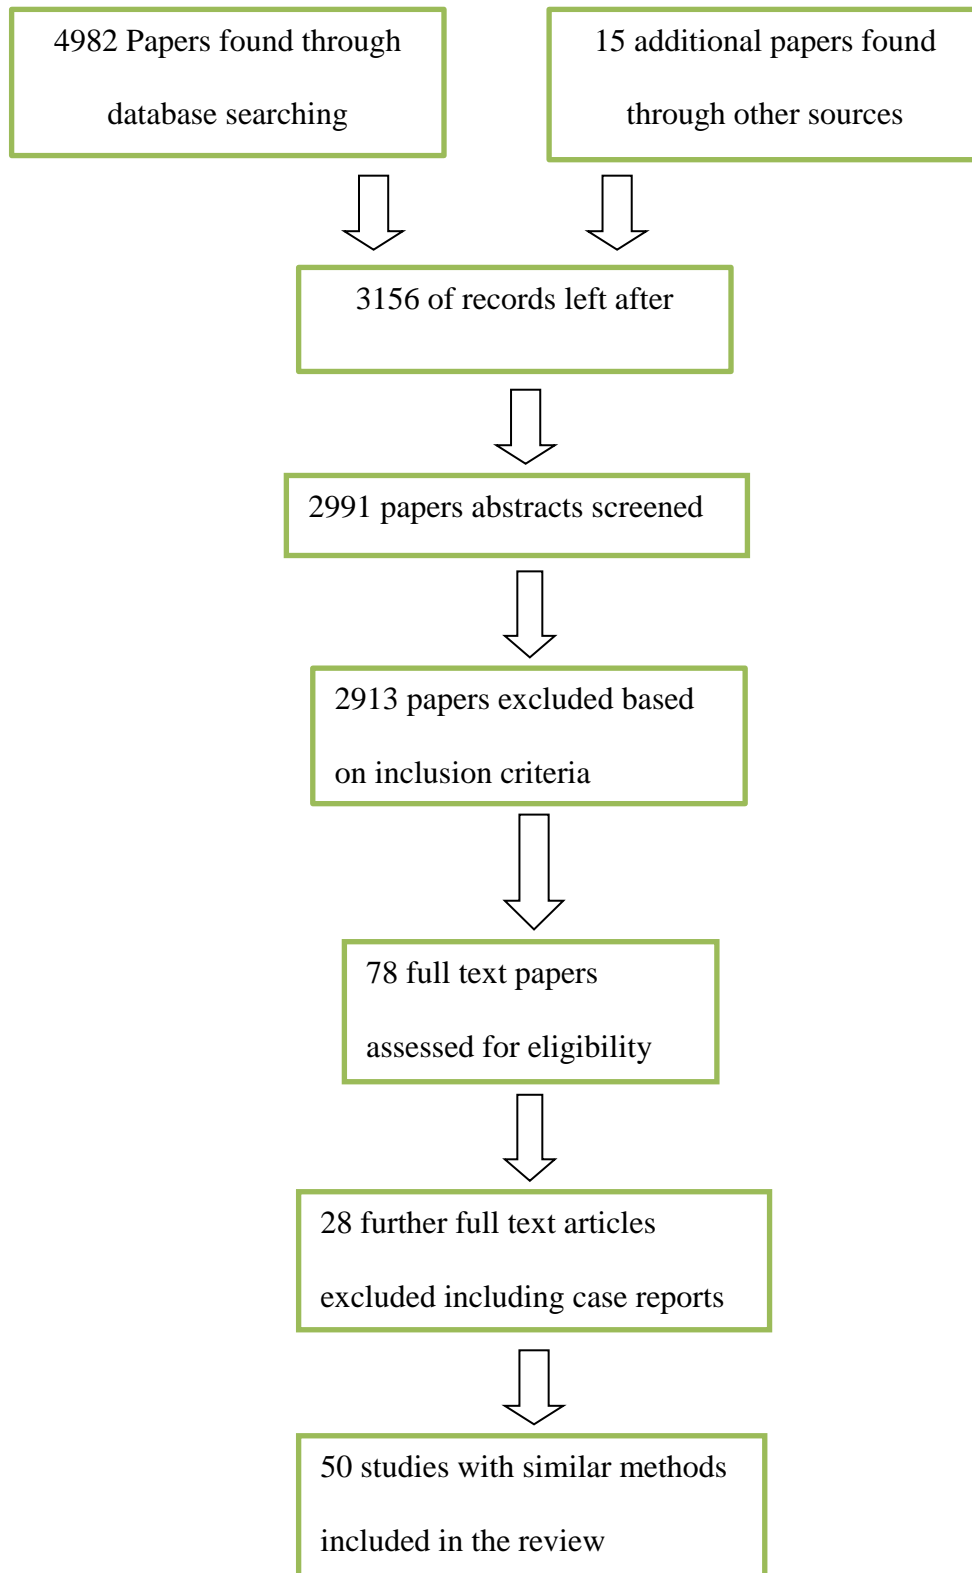 4982 Papers found through
database searching
15 additional papers found
through other sources
3156 of records left after
2991 papers abstracts screened
2913 papers excluded based
on inclusion criteria
78 full text papers
assessed for eligibility
28 further full text articles
excluded including case reports
50 studies with similar methods
included in the review